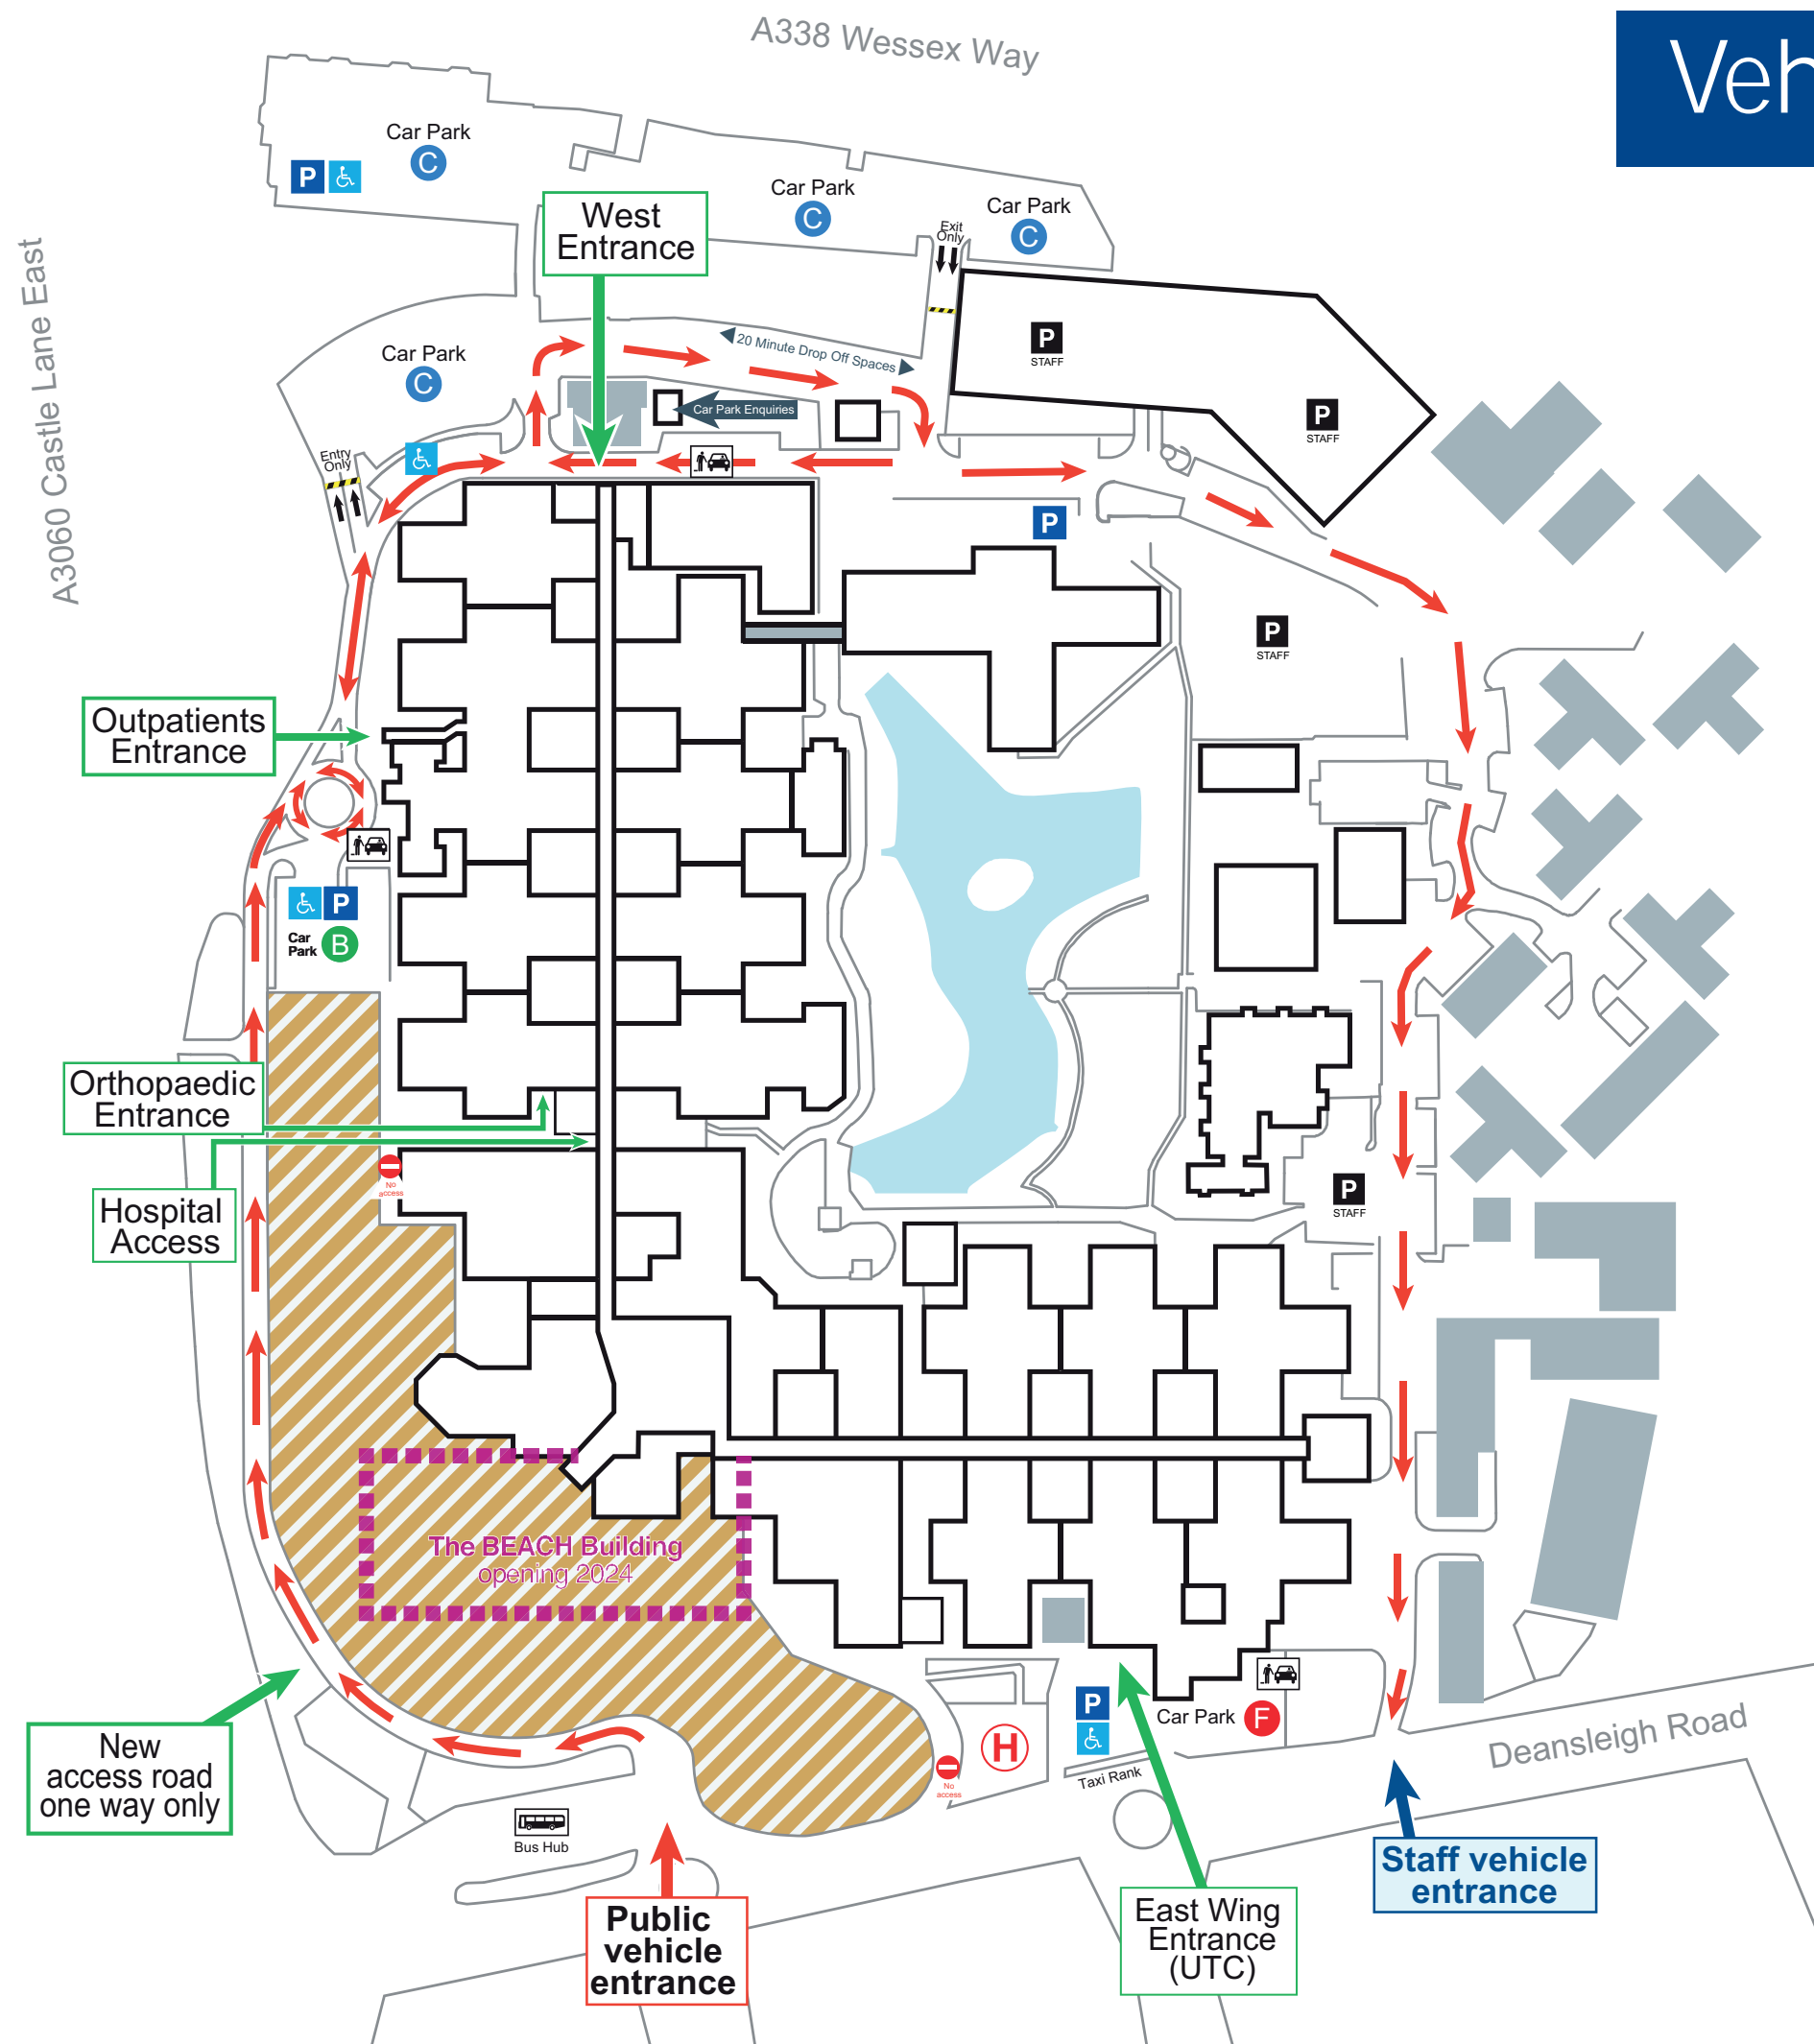 A338 Wessex Way
Veh
Car Park
C
P
Car Park
C
Car Park
C
West
Entrance
Exit
Only
A3060 Castle Lane East
P
STAFF
20 Minute Drop Off Spaces
Car Park
C
Car Park Enquiries
P
STAFF
Entry
Only
P
P
STAFF
Outpatients
Entrance
P
Car
Park
B
Orthopaedic
Entrance
No
access
Hospital
Access
P
STAFF
The BEACH Building
opening 2024
New
access road
one way only
P
Car Park
F
H
No
access
Taxi Rank
Deansleigh Road
Bus Hub
Staff vehicle
entrance
Public
vehicle
entrance
East Wing
Entrance
(UTC)